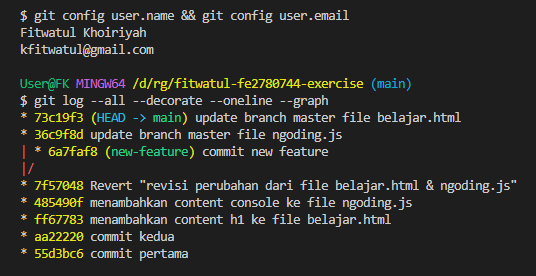 $ git config user.name && git config user.email
Fitwatul Khoiriyah
kfitwatul@gmail.com
User@FK MINGW64 /d/rg/fitwatul-fe2780744-exercise (main)
$ git log --all --decorate --oneline --graph
* 73c19f3 (HEAD -> main) update branch master file belajar.html
* 36c9f8d update branch master file ngoding.js
| * 6a7faf8 (new-feature) commit new feature
|/
* 7f57048 Revert "revisi perubahan dari file belajar.html & ngoding.js"
* 485490f menambahkan content console ke file ngoding.js
* ff67783 menambahkan content h1 ke file belajar.html
* aa22220 commit kedua
* 55d3bc6 commit pertama